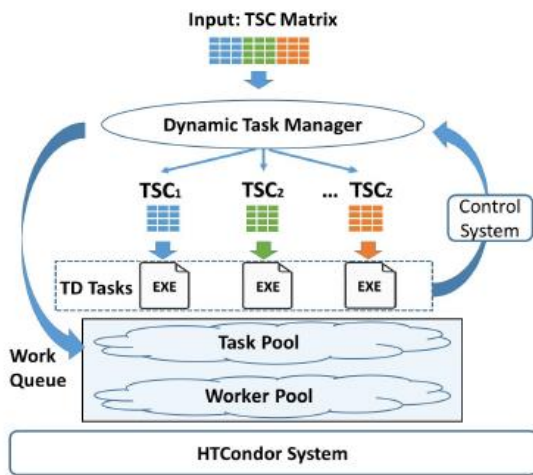 Input: TSC Matrix
Dynamic Task Manager
TSC1 TSC2 ... TSCZ
Control
System
TD Tasks EXE EXE EXE
Task Pool
Work
Queue
Worker Pool
HTCondor System